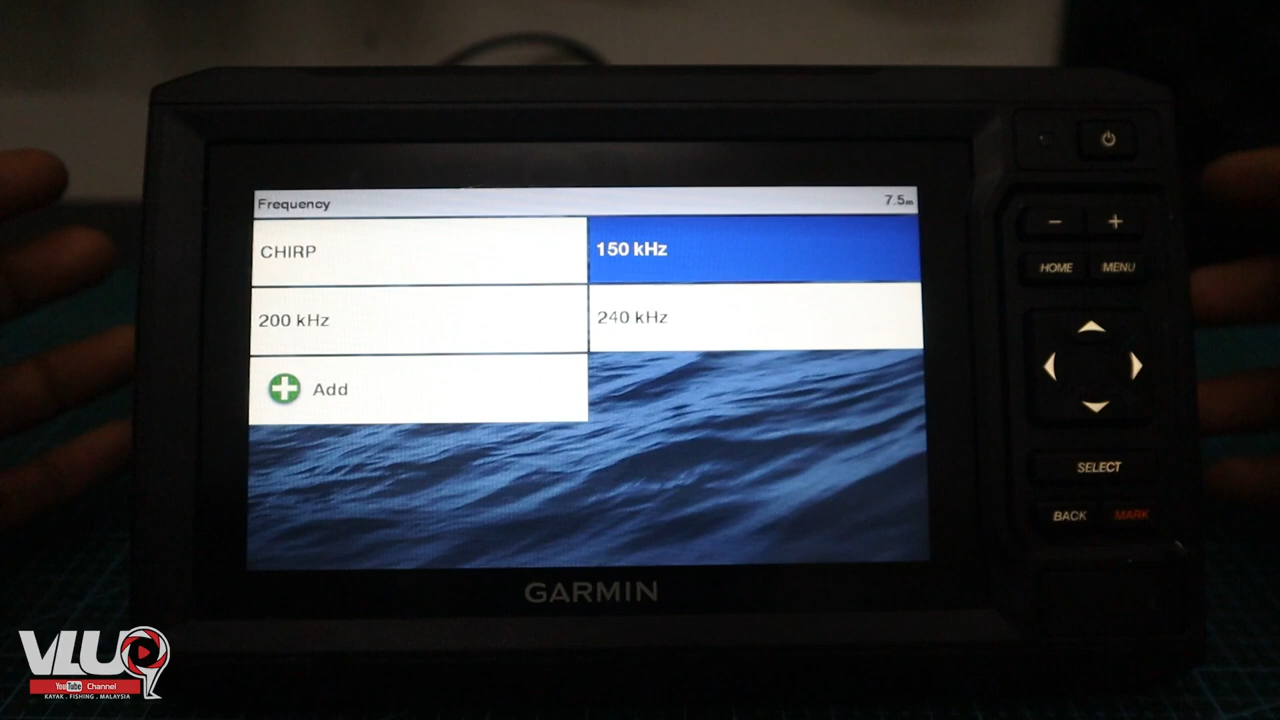 Frequency
7.5m
CHIRP
150 kHz
200 kHz
240 kHz
Add
GARMIN
HOME
MENU
SELECT
BACK
MARK
VLUQ
YouTube Channel
KAYAK . FISHING . MALAYSIA